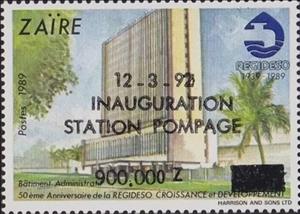 ZAÏRE
REGIDESO
1939-1989
12-3-92
INAUGURATION
STATION POMPAGE
Postes 1989
900.000 Z
Bâtiment Administratif
50ème Anniversaire de la REGIDESO CROISSANCE et DEVELOPPEMENT
HARRISON AND SONS LTD